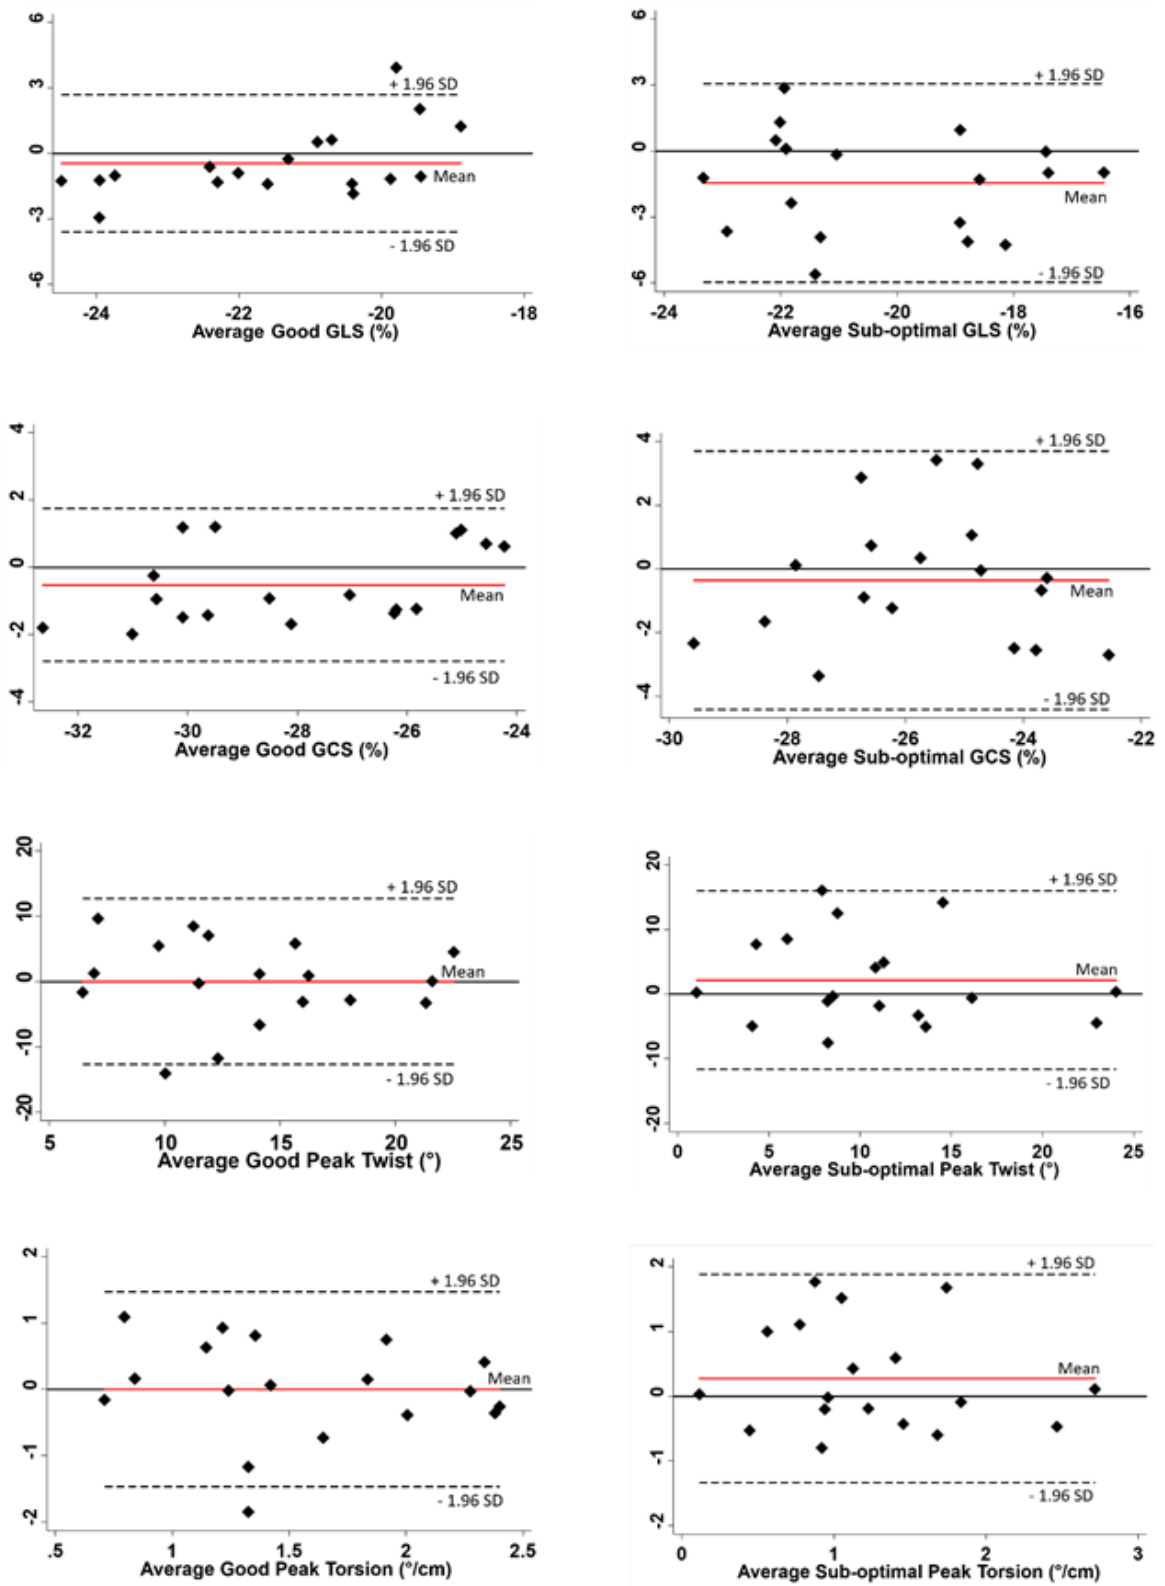 6
3
0
-3
-6
+ 1.96 SD
Mean
- 1.96 SD
-24 -22 -20 -18
Average Good GLS (%)
6
3
0
-3
-6
+ 1.96 SD
Mean
- 1.96 SD
-24 -22 -20 -18 -16
Average Sub-optimal GLS (%)
4
2
0
-2
-4
+ 1.96 SD
Mean
- 1.96 SD
-32 -30 -28 -26 -24
Average Good GCS (%)
4
2
0
-2
-4
+ 1.96 SD
Mean
- 1.96 SD
-30 -28 -26 -24 -22
Average Sub-optimal GCS (%)
20
10
0
-10
-20
+ 1.96 SD
Mean
- 1.96 SD
5 10 15 20 25
Average Good Peak Twist (°)
20
10
0
-10
-20
+ 1.96 SD
Mean
- 1.96 SD
0 5 10 15 20 25
Average Sub-optimal Peak Twist (°)
2
1
0
-1
-2
+ 1.96 SD
Mean
- 1.96 SD
.5 1 1.5 2 2.5
Average Good Peak Torsion (°/cm)
2
1
0
-1
-2
+ 1.96 SD
Mean
- 1.96 SD
0 1 2 3
Average Sub-optimal Peak Torsion (°/cm)